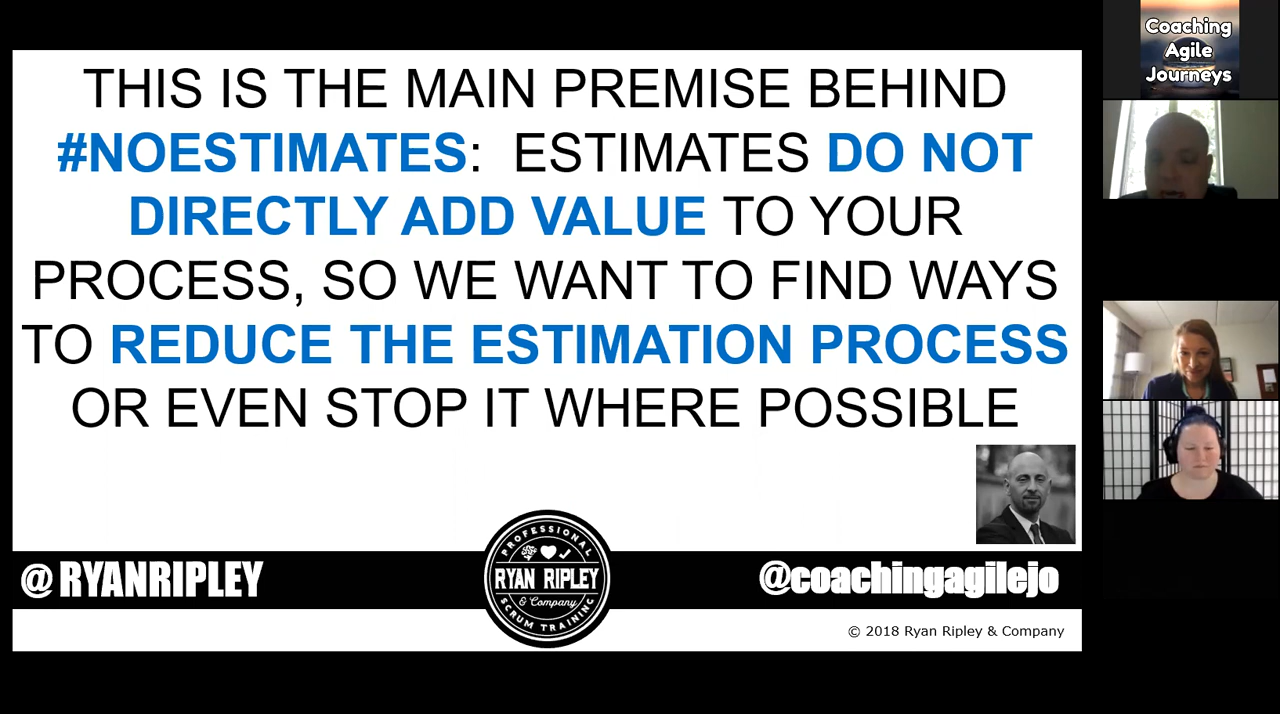 THIS IS THE MAIN PREMISE BEHIND
#NOESTIMATES:  ESTIMATES DO NOT
DIRECTLY ADD VALUE TO YOUR
PROCESS, SO WE WANT TO FIND WAYS
TO REDUCE THE ESTIMATION PROCESS
OR EVEN STOP IT WHERE POSSIBLE
@RYANRIPLEY
PROFESSIONAL
RYAN RIPLEY
& Company
SCRUM TRAINING
@coachingagilejo
© 2018 Ryan Ripley & Company
Coaching
Agile
Journeys